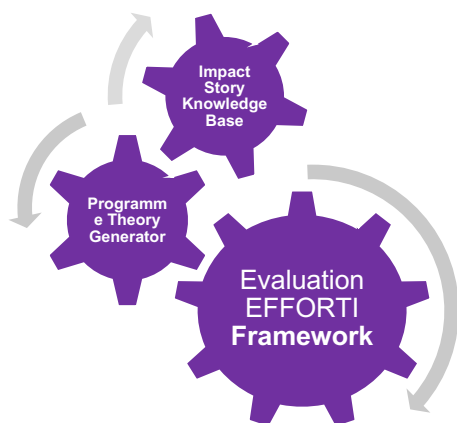 Impact
Story
Knowledge
Base
Programm
e Theory
Generator
Evaluation
EFFORTI
Framework